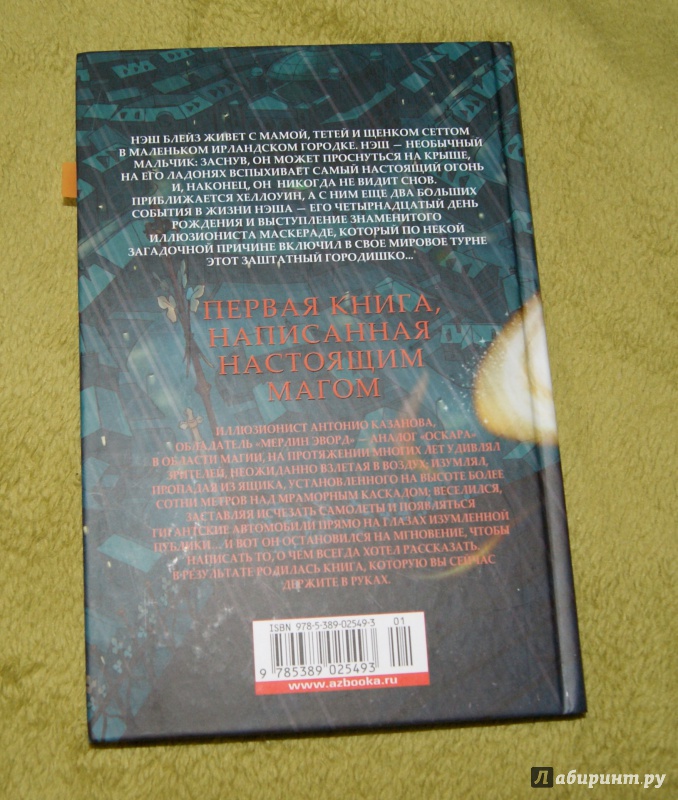 НЭШ БЛЕЙЗ ЖИВЕТ С МАМОЙ, ТЕТЕЙ И ЩЕНКОМ СЕТТОМ
В МАЛЕНЬКОМ ИРЛАНДСКОМ ГОРОДКЕ. НЭШ — НЕОБЫЧНЫЙ
МАЛЬЧИК: ЗАСНУВ, ОН МОЖЕТ ПРОСНУТЬСЯ НА КРЫШЕ,
НА ЕГО ЛАДОНЯХ ВСПЫХИВАЕТ САМЫЙ НАСТОЯЩИЙ ОГОНЬ
И, НАКОНЕЦ, ОН НИКОГДА НЕ ВИДИТ СНОВ.
ПРИБЛИЖАЕТСЯ ХЕЛЛОУИН, А С НИМ ЕЩЕ ДВА БОЛЬШИХ
СОБЫТИЯ В ЖИЗНИ НЭША — ЕГО ЧЕТЫРНАДЦАТЫЙ ДЕНЬ
РОЖДЕНИЯ И ВЫСТУПЛЕНИЕ ЗНАМЕНИТОГО
ИЛЛЮЗИОНИСТА МАСКЕРАДЕ, КОТОРЫЙ ПО НЕКОЙ
ЗАГАДОЧНОЙ ПРИЧИНЕ ВКЛЮЧИЛ В СВОЕ МИРОВОЕ ТУРНЕ
ЭТОТ ЗАШТАТНЫЙ ГОРОДИШКО...
ПЕРВАЯ КНИГА,
НАПИСАННАЯ
НАСТОЯЩИМ
МАГОМ
ИЛЛЮЗИОНИСТ АНТОНИО КАЗАНОВА,
ОБЛАДАТЕЛЬ «МЕРЛИН ЭВОРД» — АНАЛОГ «ОСКАРА»
В ОБЛАСТИ МАГИИ, НА ПРОТЯЖЕНИИ МНОГИХ ЛЕТ УДИВЛЯЛ
ЗРИТЕЛЕЙ, НЕОЖИДАННО ВЗЛЕТАЯ В ВОЗДУХ; ИЗУМЛЯЛ,
ПРОПАДАЯ ИЗ ЯЩИКА, УСТАНОВЛЕННОГО НА ВЫСОТЕ БОЛЕЕ
СОТНИ МЕТРОВ НАД МРАМОРНЫМ КАСКАДОМ; ВЕСЕЛИЛСЯ,
ЗАСТАВЛЯЯ ИСЧЕЗАТЬ САМОЛЕТЫ И ПОЯВЛЯТЬСЯ
ГИГАНТСКИЕ АВТОМОБИЛИ ПРЯМО НА ГЛАЗАХ ИЗУМЛЕННОЙ
ПУБЛИКИ... И ВОТ ОН ОСТАНОВИЛСЯ НА МГНОВЕНИЕ, ЧТОБЫ
НАПИСАТЬ ТО, О ЧЕМ ВСЕГДА ХОТЕЛ РАССКАЗАТЬ.
В РЕЗУЛЬТАТЕ РОДИЛАСЬ КНИГА, КОТОРУЮ ВЫ СЕЙЧАС
ДЕРЖИТЕ В РУКАХ.
ISBN 978-5-389-02549-3 01
9 785389 025493
www.azbooka.ru
Лабиринт.ру